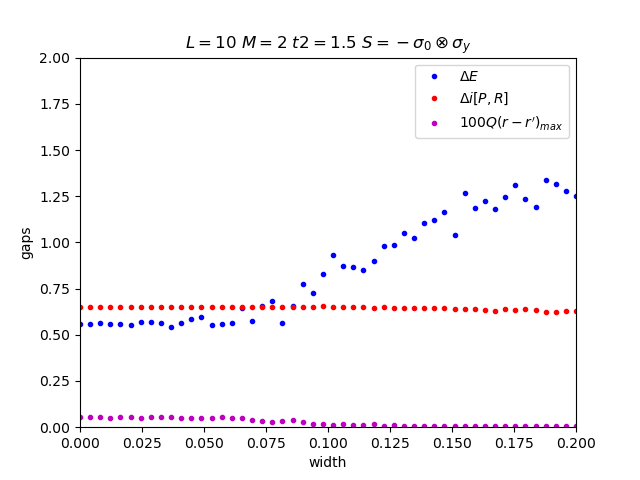 L = 10 M = 2 t2 = 1.5 S = −σ₀ ⊗ σ_y
2.00
1.75
1.50
1.25
1.00
0.75
0.50
0.25
0.00
gaps
ΔE
Δi[P, R]
100Q(r − r′)_max
0.000 0.025 0.050 0.075 0.100 0.125 0.150 0.175 0.200
width